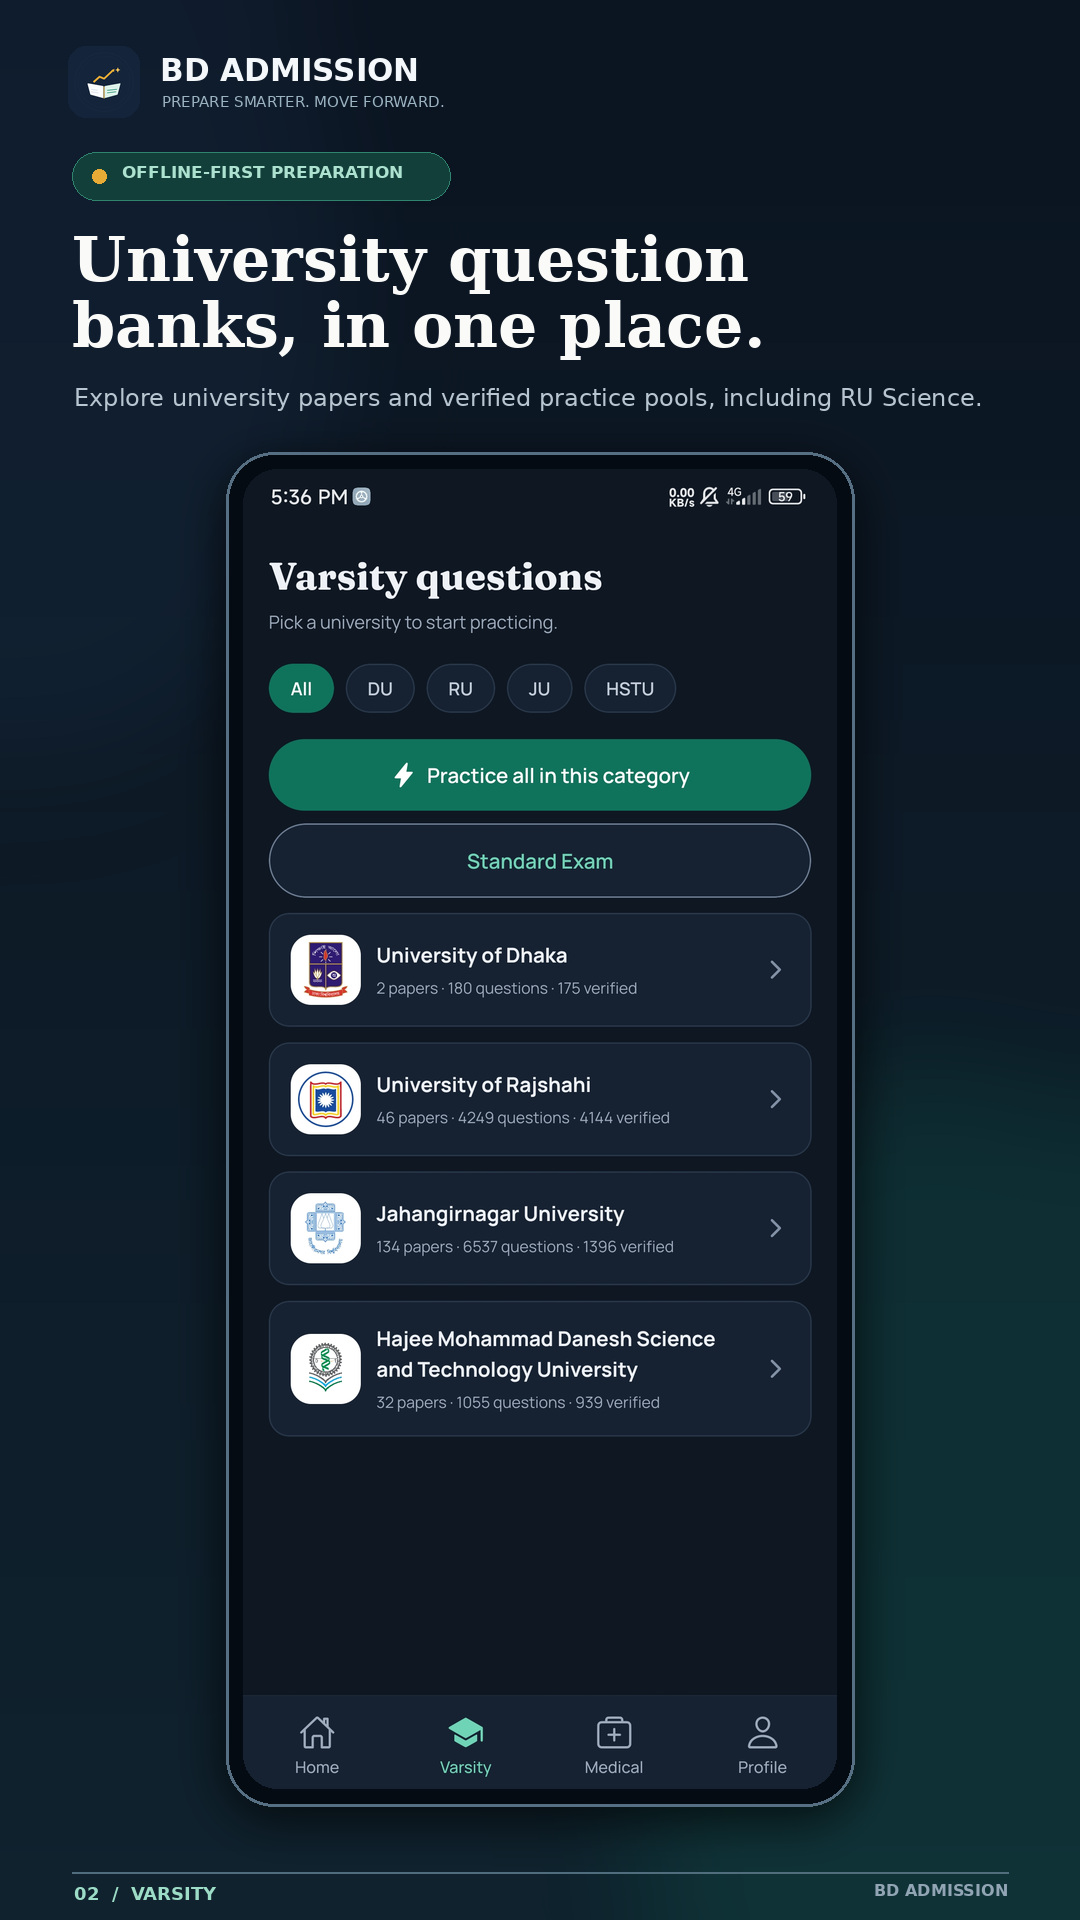 BD ADMISSION
PREPARE SMARTER. MOVE FORWARD.
OFFLINE-FIRST PREPARATION
University question
banks, in one place.
Explore university papers and verified practice pools, including RU Science.
5:36 PM
0.00
KB/s
4G
59
Varsity questions
Pick a university to start practicing.
All
DU
RU
JU
HSTU
Practice all in this category
Standard Exam
University of Dhaka
2 papers · 180 questions · 175 verified
University of Rajshahi
46 papers · 4249 questions · 4144 verified
Jahangirnagar University
134 papers · 6537 questions · 1396 verified
Hajee Mohammad Danesh Science
and Technology University
32 papers · 1055 questions · 939 verified
Home
Varsity
Medical
Profile
02 / VARSITY
BD ADMISSION